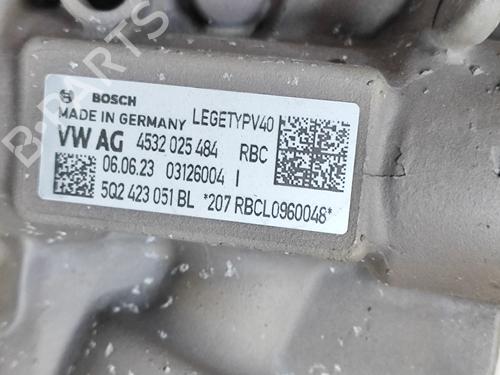 BOSCH
MADE IN GERMANY LEGETYPV40
VW AG 4532 025 484 RBC
06.06.23 03126004 I
5Q2 423 051 BL *207 RBCL0960048*
B-PARTS